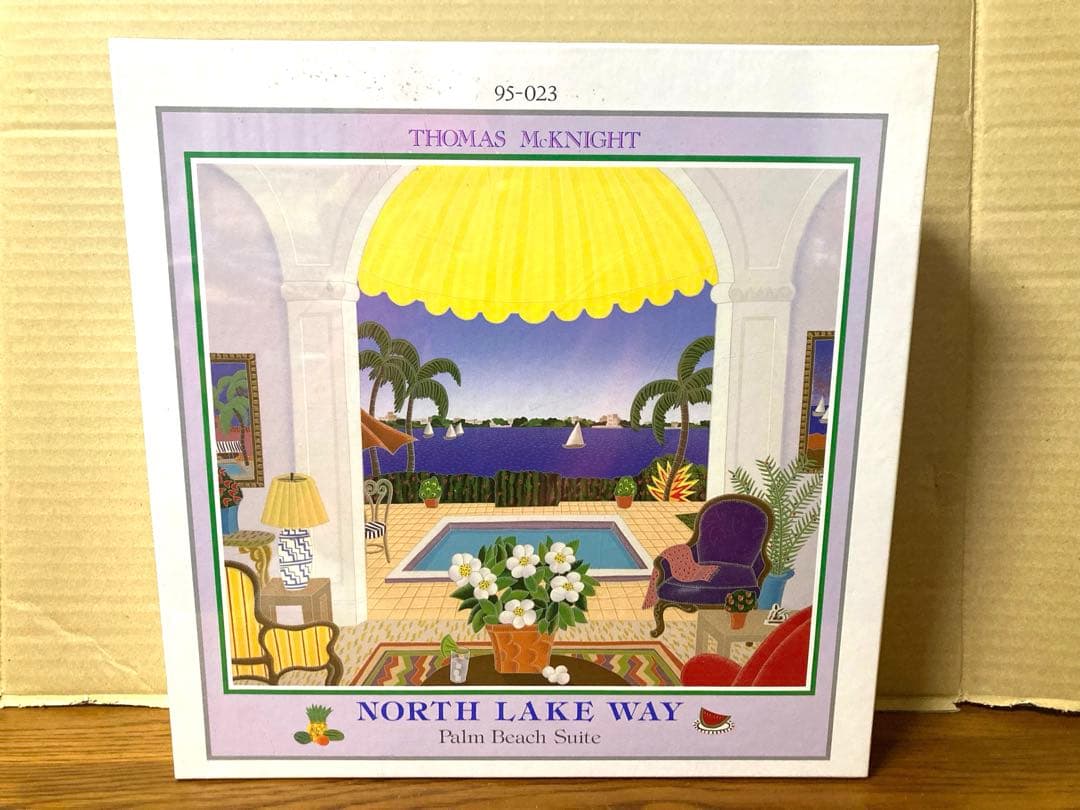 95-023
THOMAS McKNIGHT
NORTH LAKE WAY
Palm Beach Suite